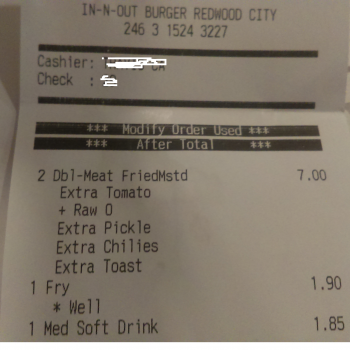 IN-N-OUT BURGER REDWOOD CITY
246 3 1524 3227
Cashier:
Check :
*** Modify Order Used ***
*** After Total ***
2 Dbl-Meat FriedMstd 7.00
Extra Tomato
+ Raw O
Extra Pickle
Extra Chilies
Extra Toast
1 Fry 1.90
* Well
1 Med Soft Drink 1.85